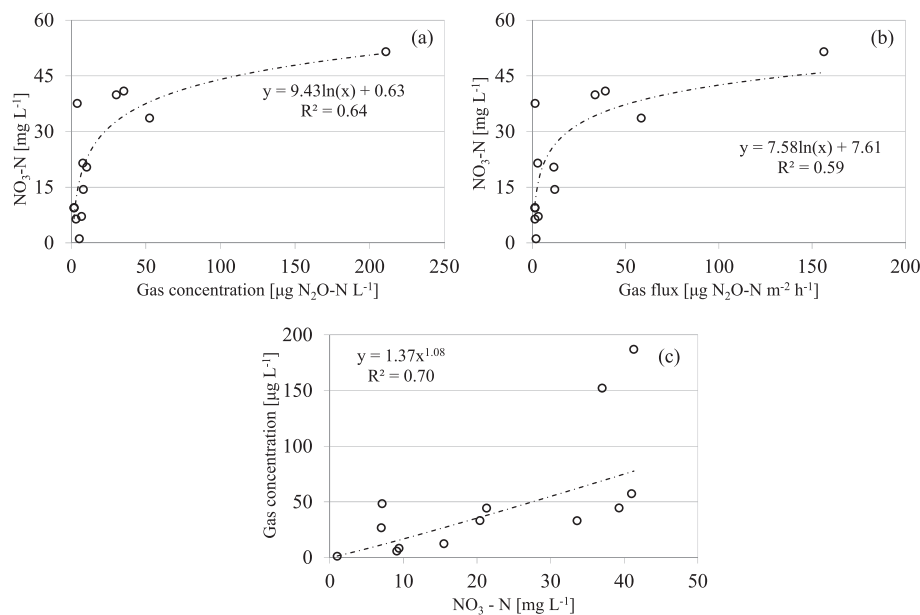 60
45
30
15
0
NO₃-N [mg L⁻¹]
(a)
y = 9.43ln(x) + 0.63
R² = 0.64
0 50 100 150 200 250
Gas concentration [µg N₂O-N L⁻¹]
60
45
30
15
0
NO₃-N [mg L⁻¹]
(b)
y = 7.58ln(x) + 7.61
R² = 0.59
0 50 100 150 200
Gas flux [µg N₂O-N m⁻² h⁻¹]
200
150
100
50
0
Gas concentration [µg L⁻¹]
(c)
y = 1.37x¹·⁰⁸
R² = 0.70
0 10 20 30 40 50
NO₃ - N [mg L⁻¹]